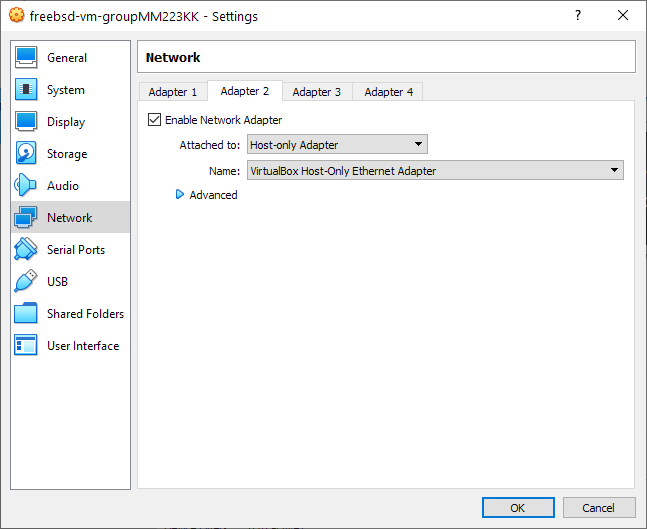 freebsd-vm-groupMM223KK - Settings
?
General
System
Display
Storage
Audio
Network
Serial Ports
USB
Shared Folders
User Interface
Network
Adapter 1 Adapter 2 Adapter 3 Adapter 4
Enable Network Adapter
Attached to: Host-only Adapter
Name: VirtualBox Host-Only Ethernet Adapter
Advanced
OK Cancel